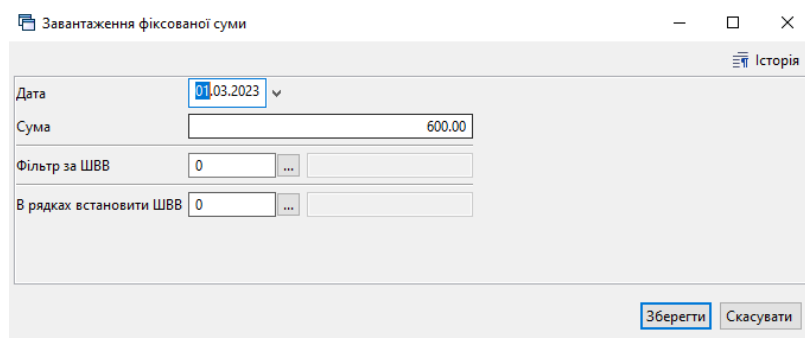 Завантаження фіксованої суми
Історія
Дата 01.03.2023
Сума 600.00
Фільтр за ШВВ 0 ...
В рядках встановити ШВВ 0 ...
Зберегти Скасувати